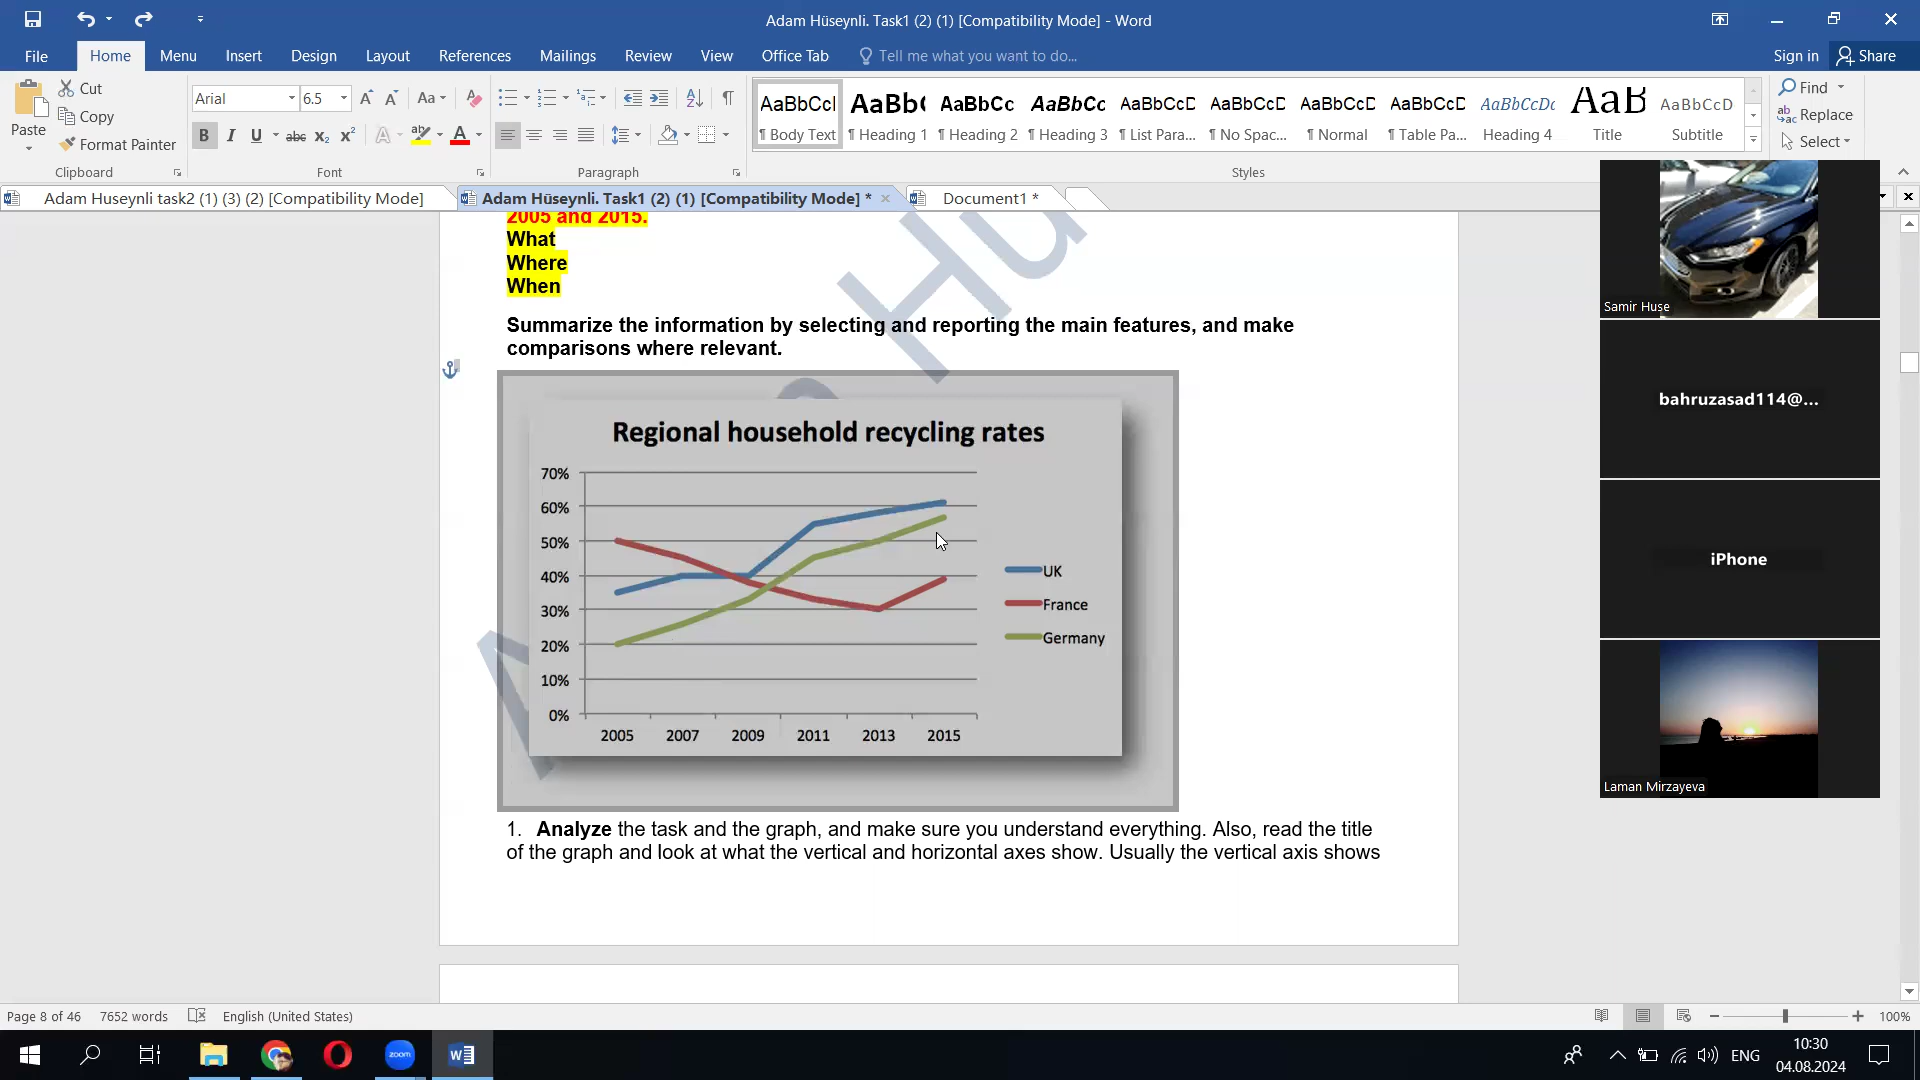 Adam Hüseynli. Task1 (2) (1) [Compatibility Mode] - Word
File Home Menu Insert Design Layout References Mailings Review View Office Tab Tell me what you want to do... Sign in Share
Paste
Cut
Copy
Format Painter
Arial 6.5
AaBbCcI AaBb( AaBbCc AaBbCc AaBbCcD AaBbCcD AaBbCcD AaBbCcD AaBbCcDc AaB AaBbCcD
¶ Body Text ¶ Heading 1 ¶ Heading 2 ¶ Heading 3 ¶ List Para... ¶ No Spac... ¶ Normal ¶ Table Pa... Heading 4 Title Subtitle
Find
Replace
Select
Clipboard Font Paragraph Styles
Adam Huseynli task2 (1) (3) (2) [Compatibility Mode] Adam Hüseynli. Task1 (2) (1) [Compatibility Mode] * Document1 *
2005 and 2015.
What
Where
When
Summarize the information by selecting and reporting the main features, and make
comparisons where relevant.
Regional household recycling rates
70%
60%
50%
40%
30%
20%
10%
0%
2005 2007 2009 2011 2013 2015
UK
France
Germany
1. Analyze the task and the graph, and make sure you understand everything. Also, read the title
of the graph and look at what the vertical and horizontal axes show. Usually the vertical axis shows
Samir Huse
bahruzasad114@...
iPhone
Laman Mirzayeva
Page 8 of 46 7652 words English (United States) 100%
zoom
ENG
10:30
04.08.2024